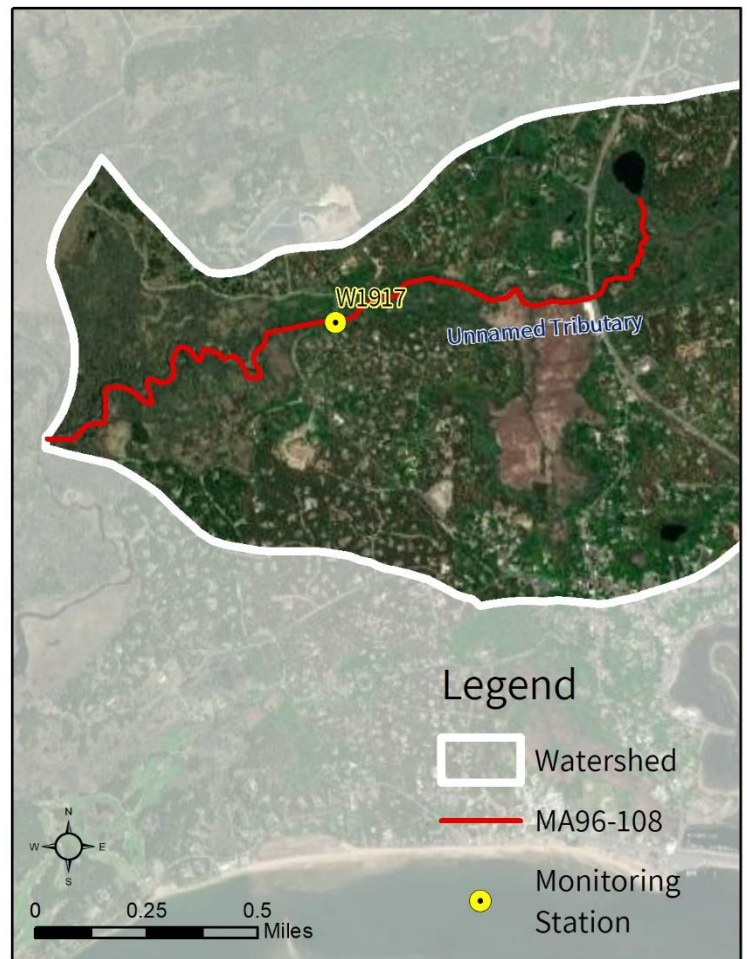 W1917
Unnamed Tributary
Legend
Watershed
MA96-108
Monitoring
Station
N
W E
S
0 0.25 0.5
Miles